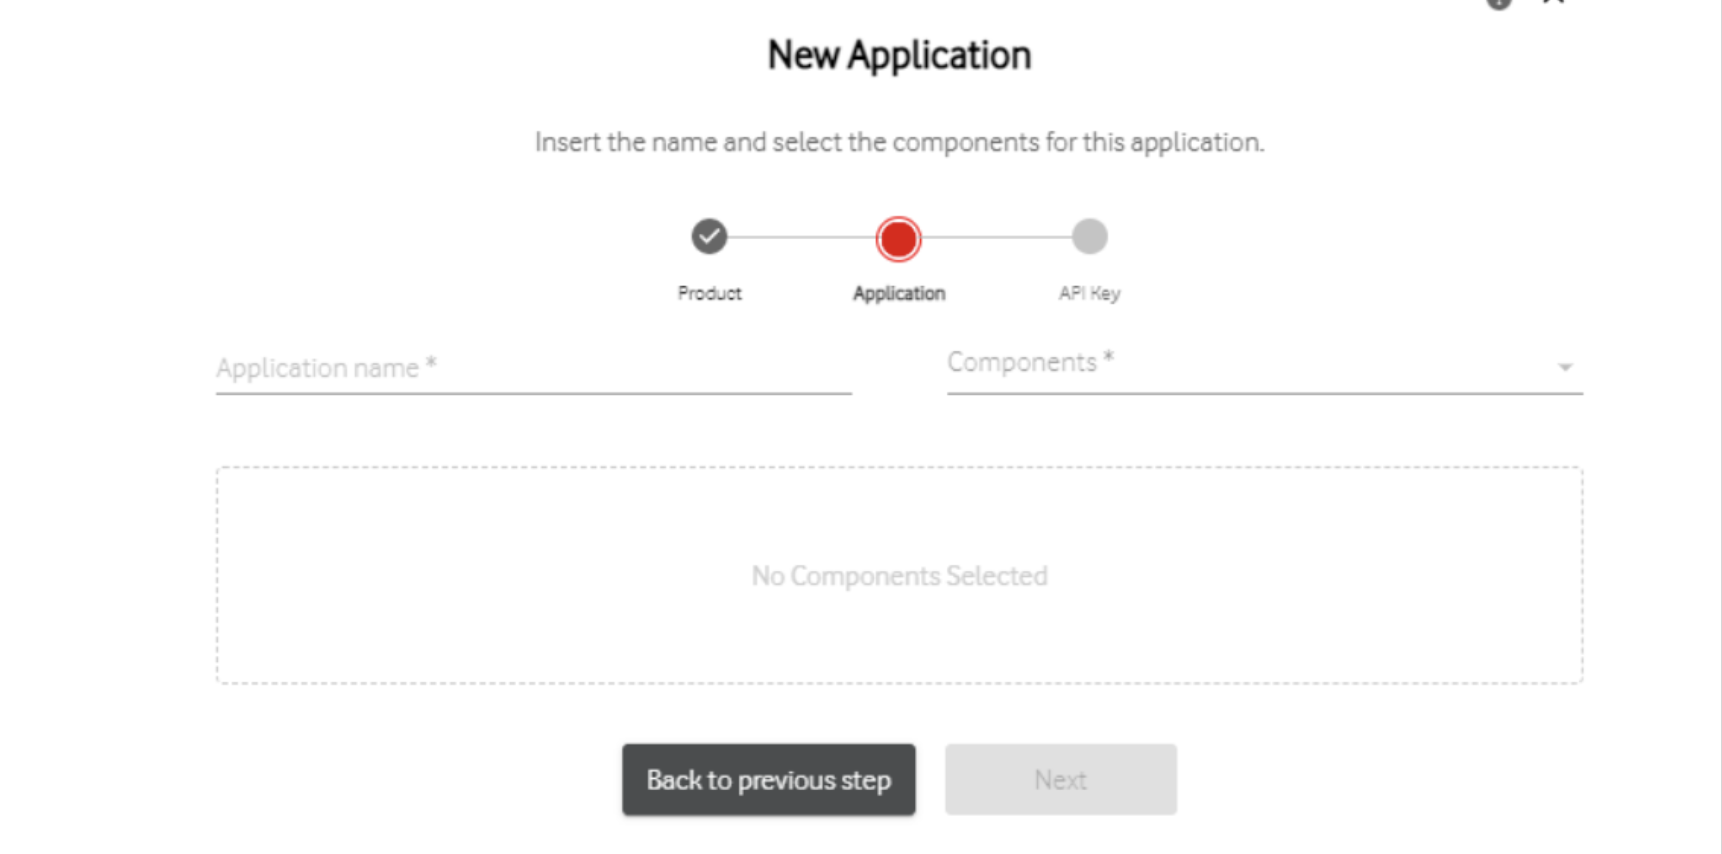 New Application
Insert the name and select the components for this application.
Product
Application
API Key
Application name *
Components *
No Components Selected
Back to previous step
Next